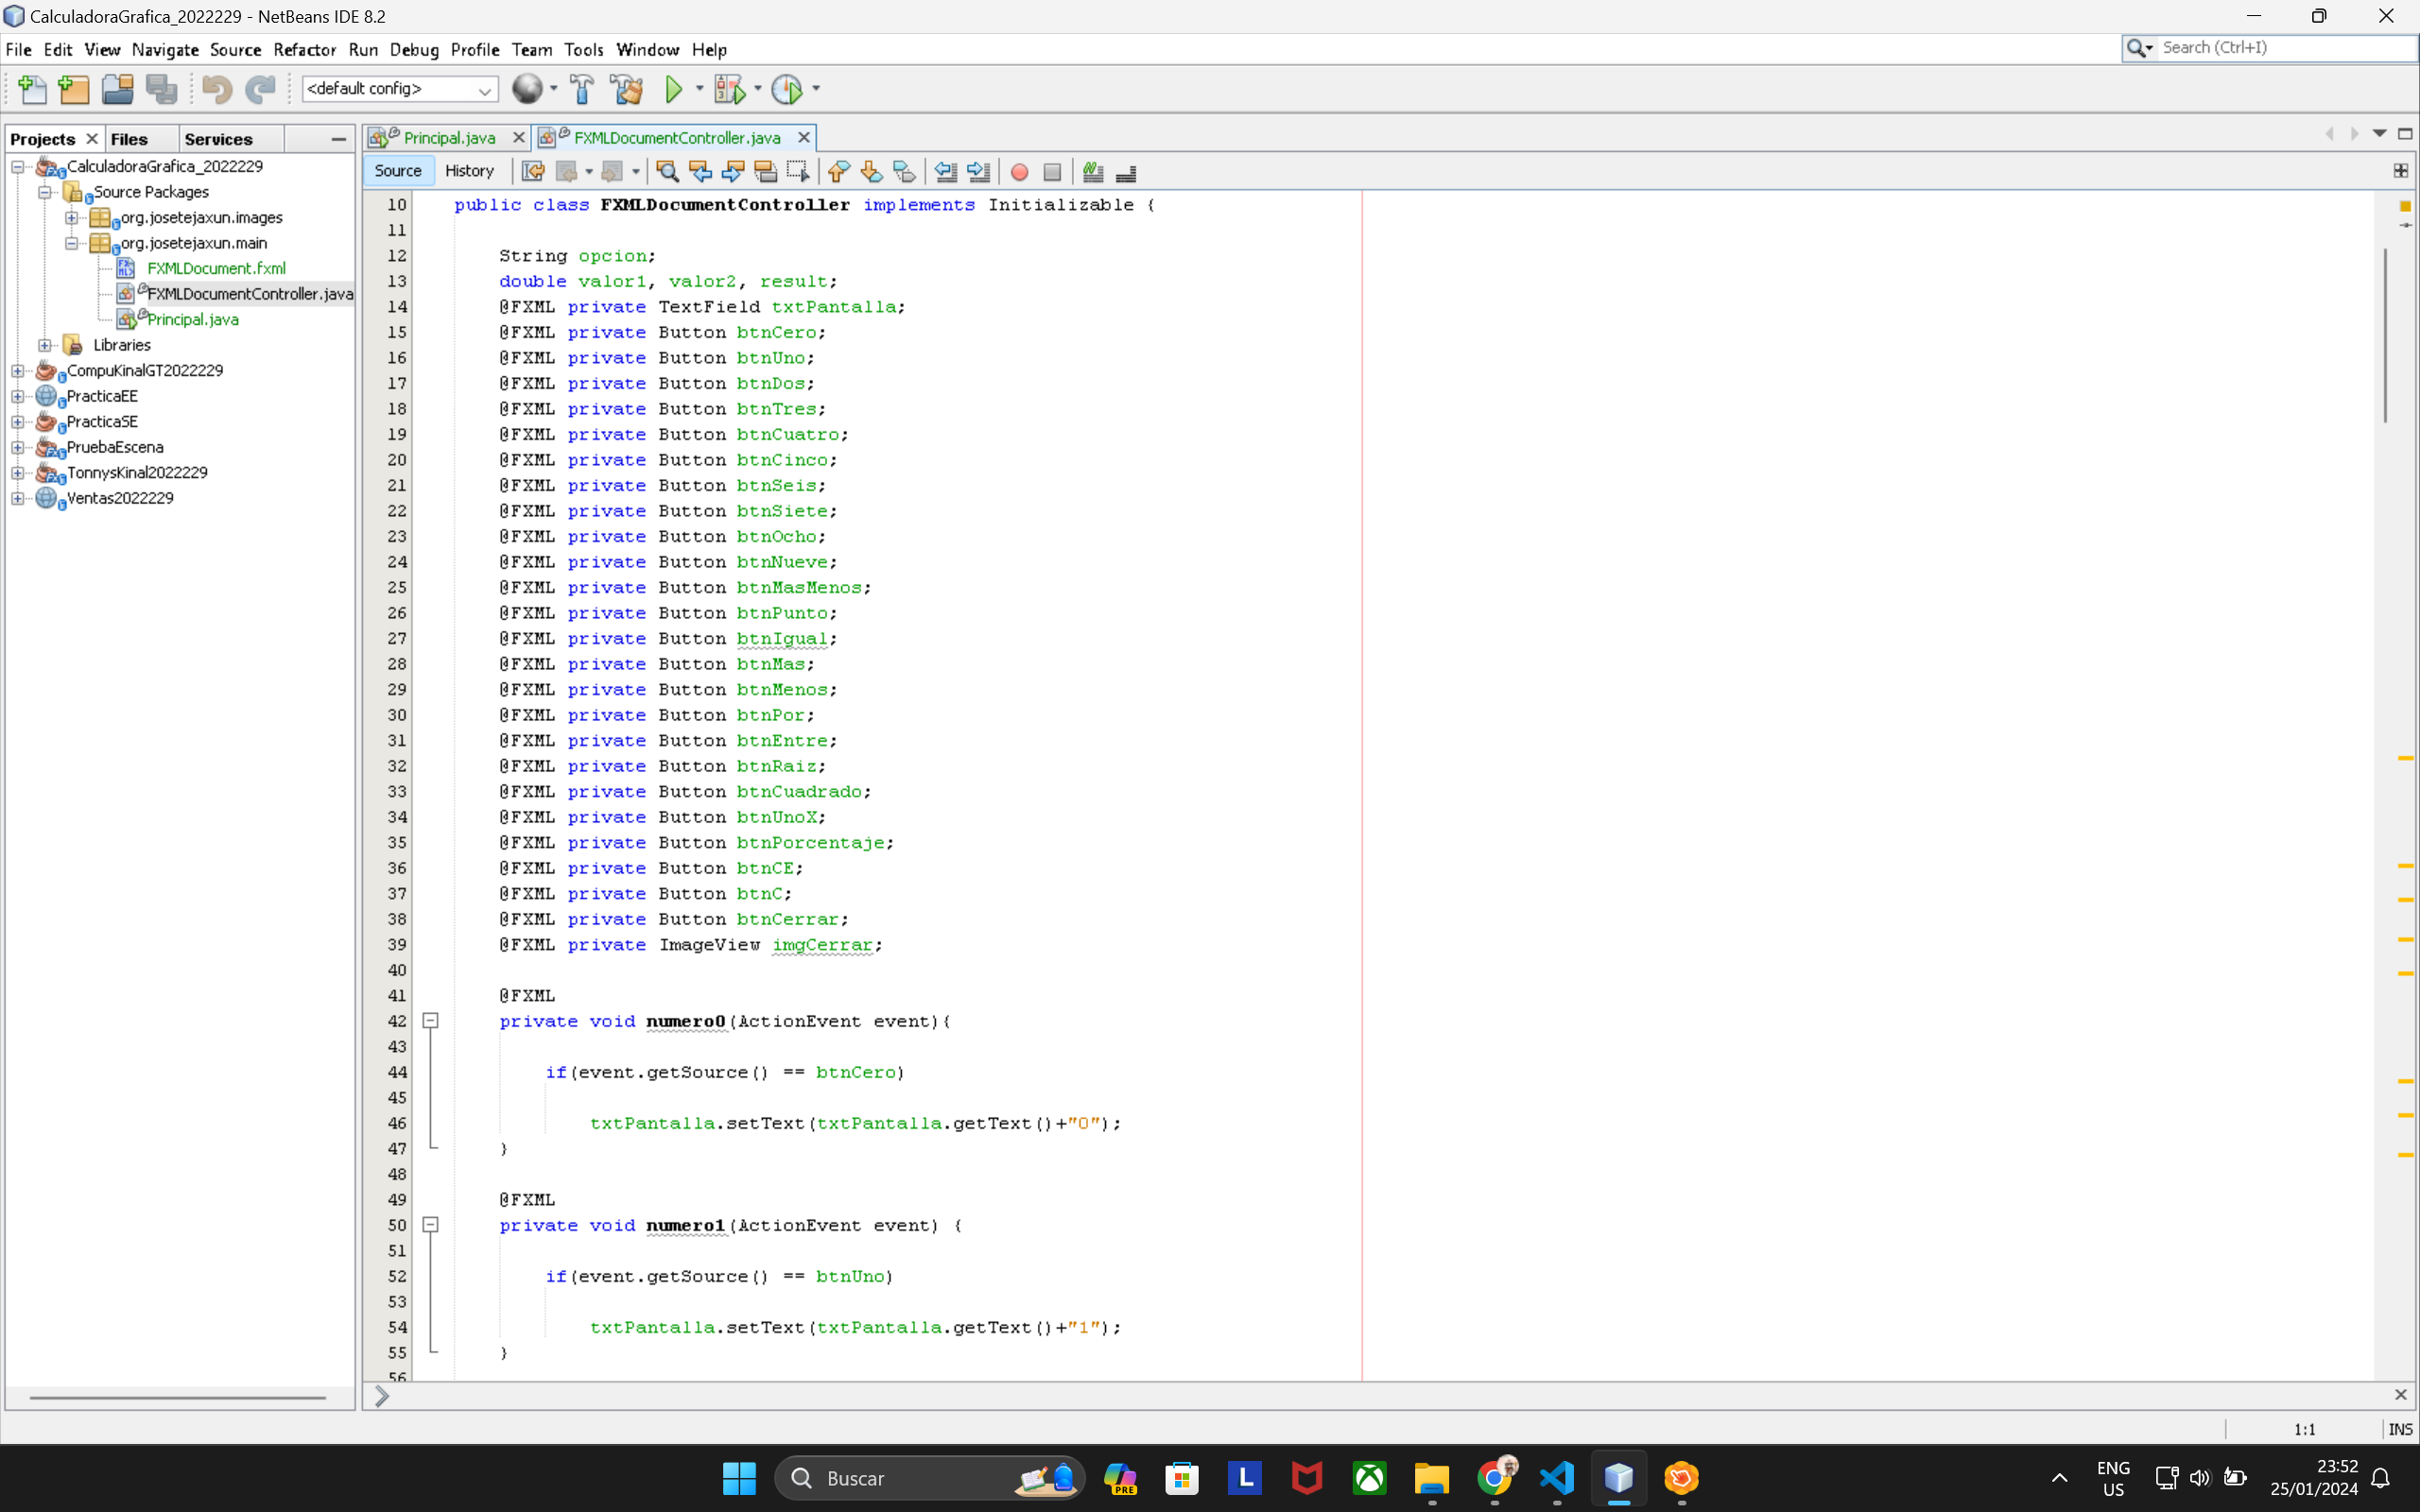 CalculadoraGrafica_2022229 - NetBeans IDE 8.2
File Edit View Navigate Source Refactor Run Debug Profile Team Tools Window Help
Search (Ctrl+I)
<default config>
Projects Files Services
Principal.java FXMLDocumentController.java
Source History
CalculadoraGrafica_2022229
Source Packages
org.josetejaxun.images
org.josetejaxun.main
FXMLDocument.fxml
FXMLDocumentController.java
Principal.java
Libraries
CompuKinalGT2022229
PracticaEE
PracticaSE
PruebaEscena
TonnysKinal2022229
Ventas2022229
10 public class FXMLDocumentController implements Initializable {
11
12 String opcion;
13 double valor1, valor2, result;
14 @FXML private TextField txtPantalla;
15 @FXML private Button btnCero;
16 @FXML private Button btnUno;
17 @FXML private Button btnDos;
18 @FXML private Button btnTres;
19 @FXML private Button btnCuatro;
20 @FXML private Button btnCinco;
21 @FXML private Button btnSeis;
22 @FXML private Button btnSiete;
23 @FXML private Button btnOcho;
24 @FXML private Button btnNueve;
25 @FXML private Button btnMasMenos;
26 @FXML private Button btnPunto;
27 @FXML private Button btnIgual;
28 @FXML private Button btnMas;
29 @FXML private Button btnMenos;
30 @FXML private Button btnPor;
31 @FXML private Button btnEntre;
32 @FXML private Button btnRaiz;
33 @FXML private Button btnCuadrado;
34 @FXML private Button btnUnoX;
35 @FXML private Button btnPorcentaje;
36 @FXML private Button btnCE;
37 @FXML private Button btnC;
38 @FXML private Button btnCerrar;
39 @FXML private ImageView imgCerrar;
40
41 @FXML
42 private void numero0(ActionEvent event){
43
44 if(event.getSource() == btnCero)
45
46 txtPantalla.setText(txtPantalla.getText()+"0");
47 }
48
49 @FXML
50 private void numero1(ActionEvent event) {
51
52 if(event.getSource() == btnUno)
53
54 txtPantalla.setText(txtPantalla.getText()+"1");
55 }
56
1:1 INS
Buscar
PRE
L
ENG
US
23:52
25/01/2024